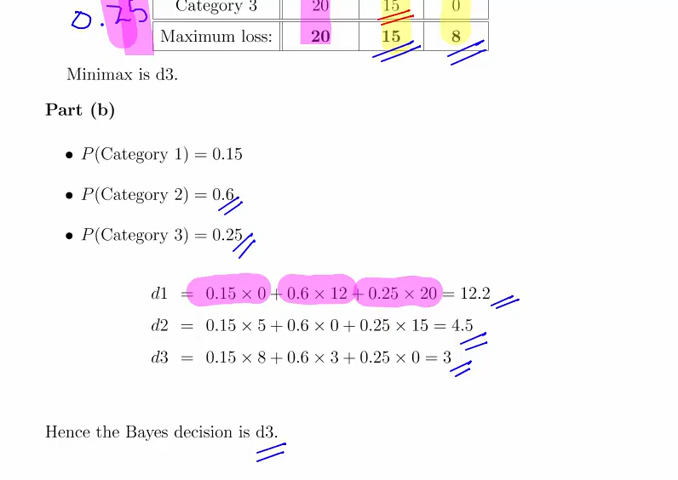 0.25
Category 3 20 15 0
Maximum loss: 20 15 8
Minimax is d3.
Part (b)
• P(Category 1) = 0.15
• P(Category 2) = 0.6
• P(Category 3) = 0.25
d1 = 0.15 × 0 + 0.6 × 12 + 0.25 × 20 = 12.2
d2 = 0.15 × 5 + 0.6 × 0 + 0.25 × 15 = 4.5
d3 = 0.15 × 8 + 0.6 × 3 + 0.25 × 0 = 3
Hence the Bayes decision is d3.